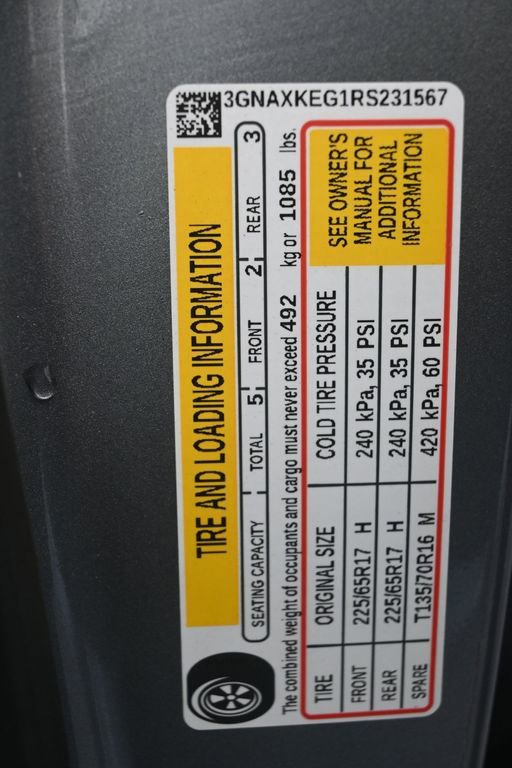 3GNAXKEG1RS231567
TIRE AND LOADING INFORMATION
SEATING CAPACITY TOTAL 5 FRONT 2 REAR 3
The combined weight of occupants and cargo must never exceed 492 kg or 1085 lbs.
TIRE ORIGINAL SIZE COLD TIRE PRESSURE
FRONT 225/65R17 H 240 kPa, 35 PSI
REAR 225/65R17 H 240 kPa, 35 PSI
SPARE T135/70R16 M 420 kPa, 60 PSI
SEE OWNER'S
MANUAL FOR
ADDITIONAL
INFORMATION